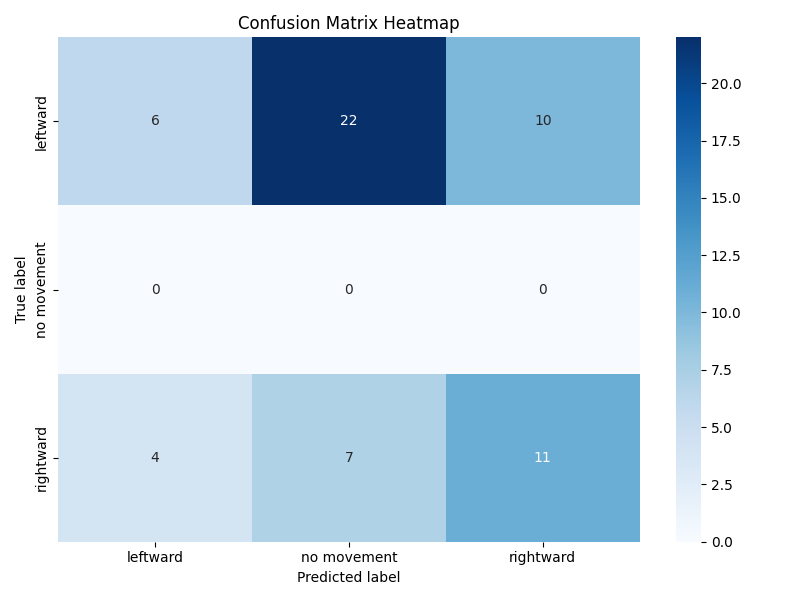 Confusion Matrix Heatmap
leftward
6
22
10
no movement
0
0
0
rightward
4
7
11
True label
leftward
no movement
rightward
Predicted label
20.0
17.5
15.0
12.5
10.0
7.5
5.0
2.5
0.0